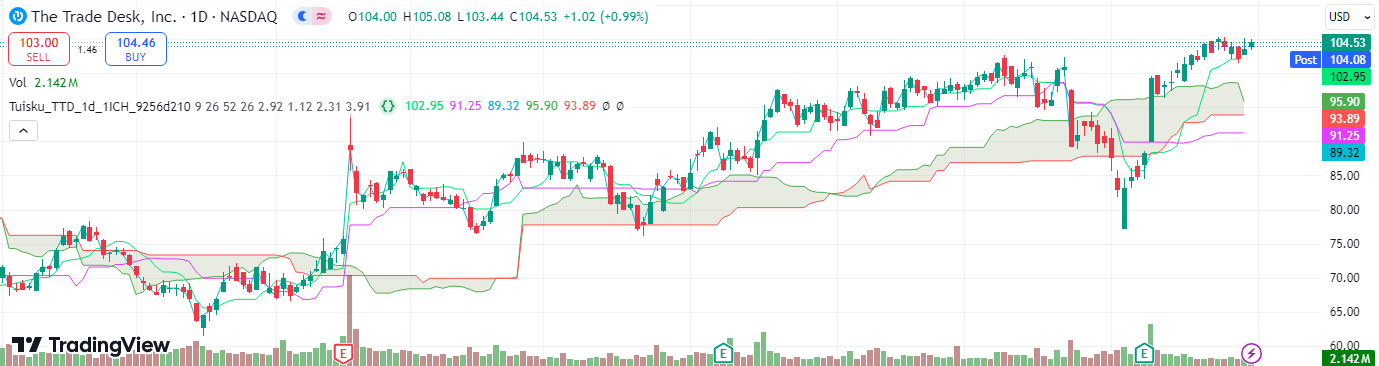 The Trade Desk, Inc. · 1D · NASDAQ O104.00 H105.08 L103.44 C104.53 +1.02 (+0.99%)
USD
103.00
SELL
1.46
104.46
BUY
Vol 2.142 M
Tuisku_TTD_1d_1ICH_9256d210 9 26 52 26 2.92 1.12 2.31 3.91 {} 102.95 91.25 89.32 95.90 93.89 Ø Ø
104.53
Post 104.08
102.95
95.90
93.89
91.25
89.32
85.00
80.00
75.00
70.00
65.00
60.00
2.142 M
E
E
E
TradingView